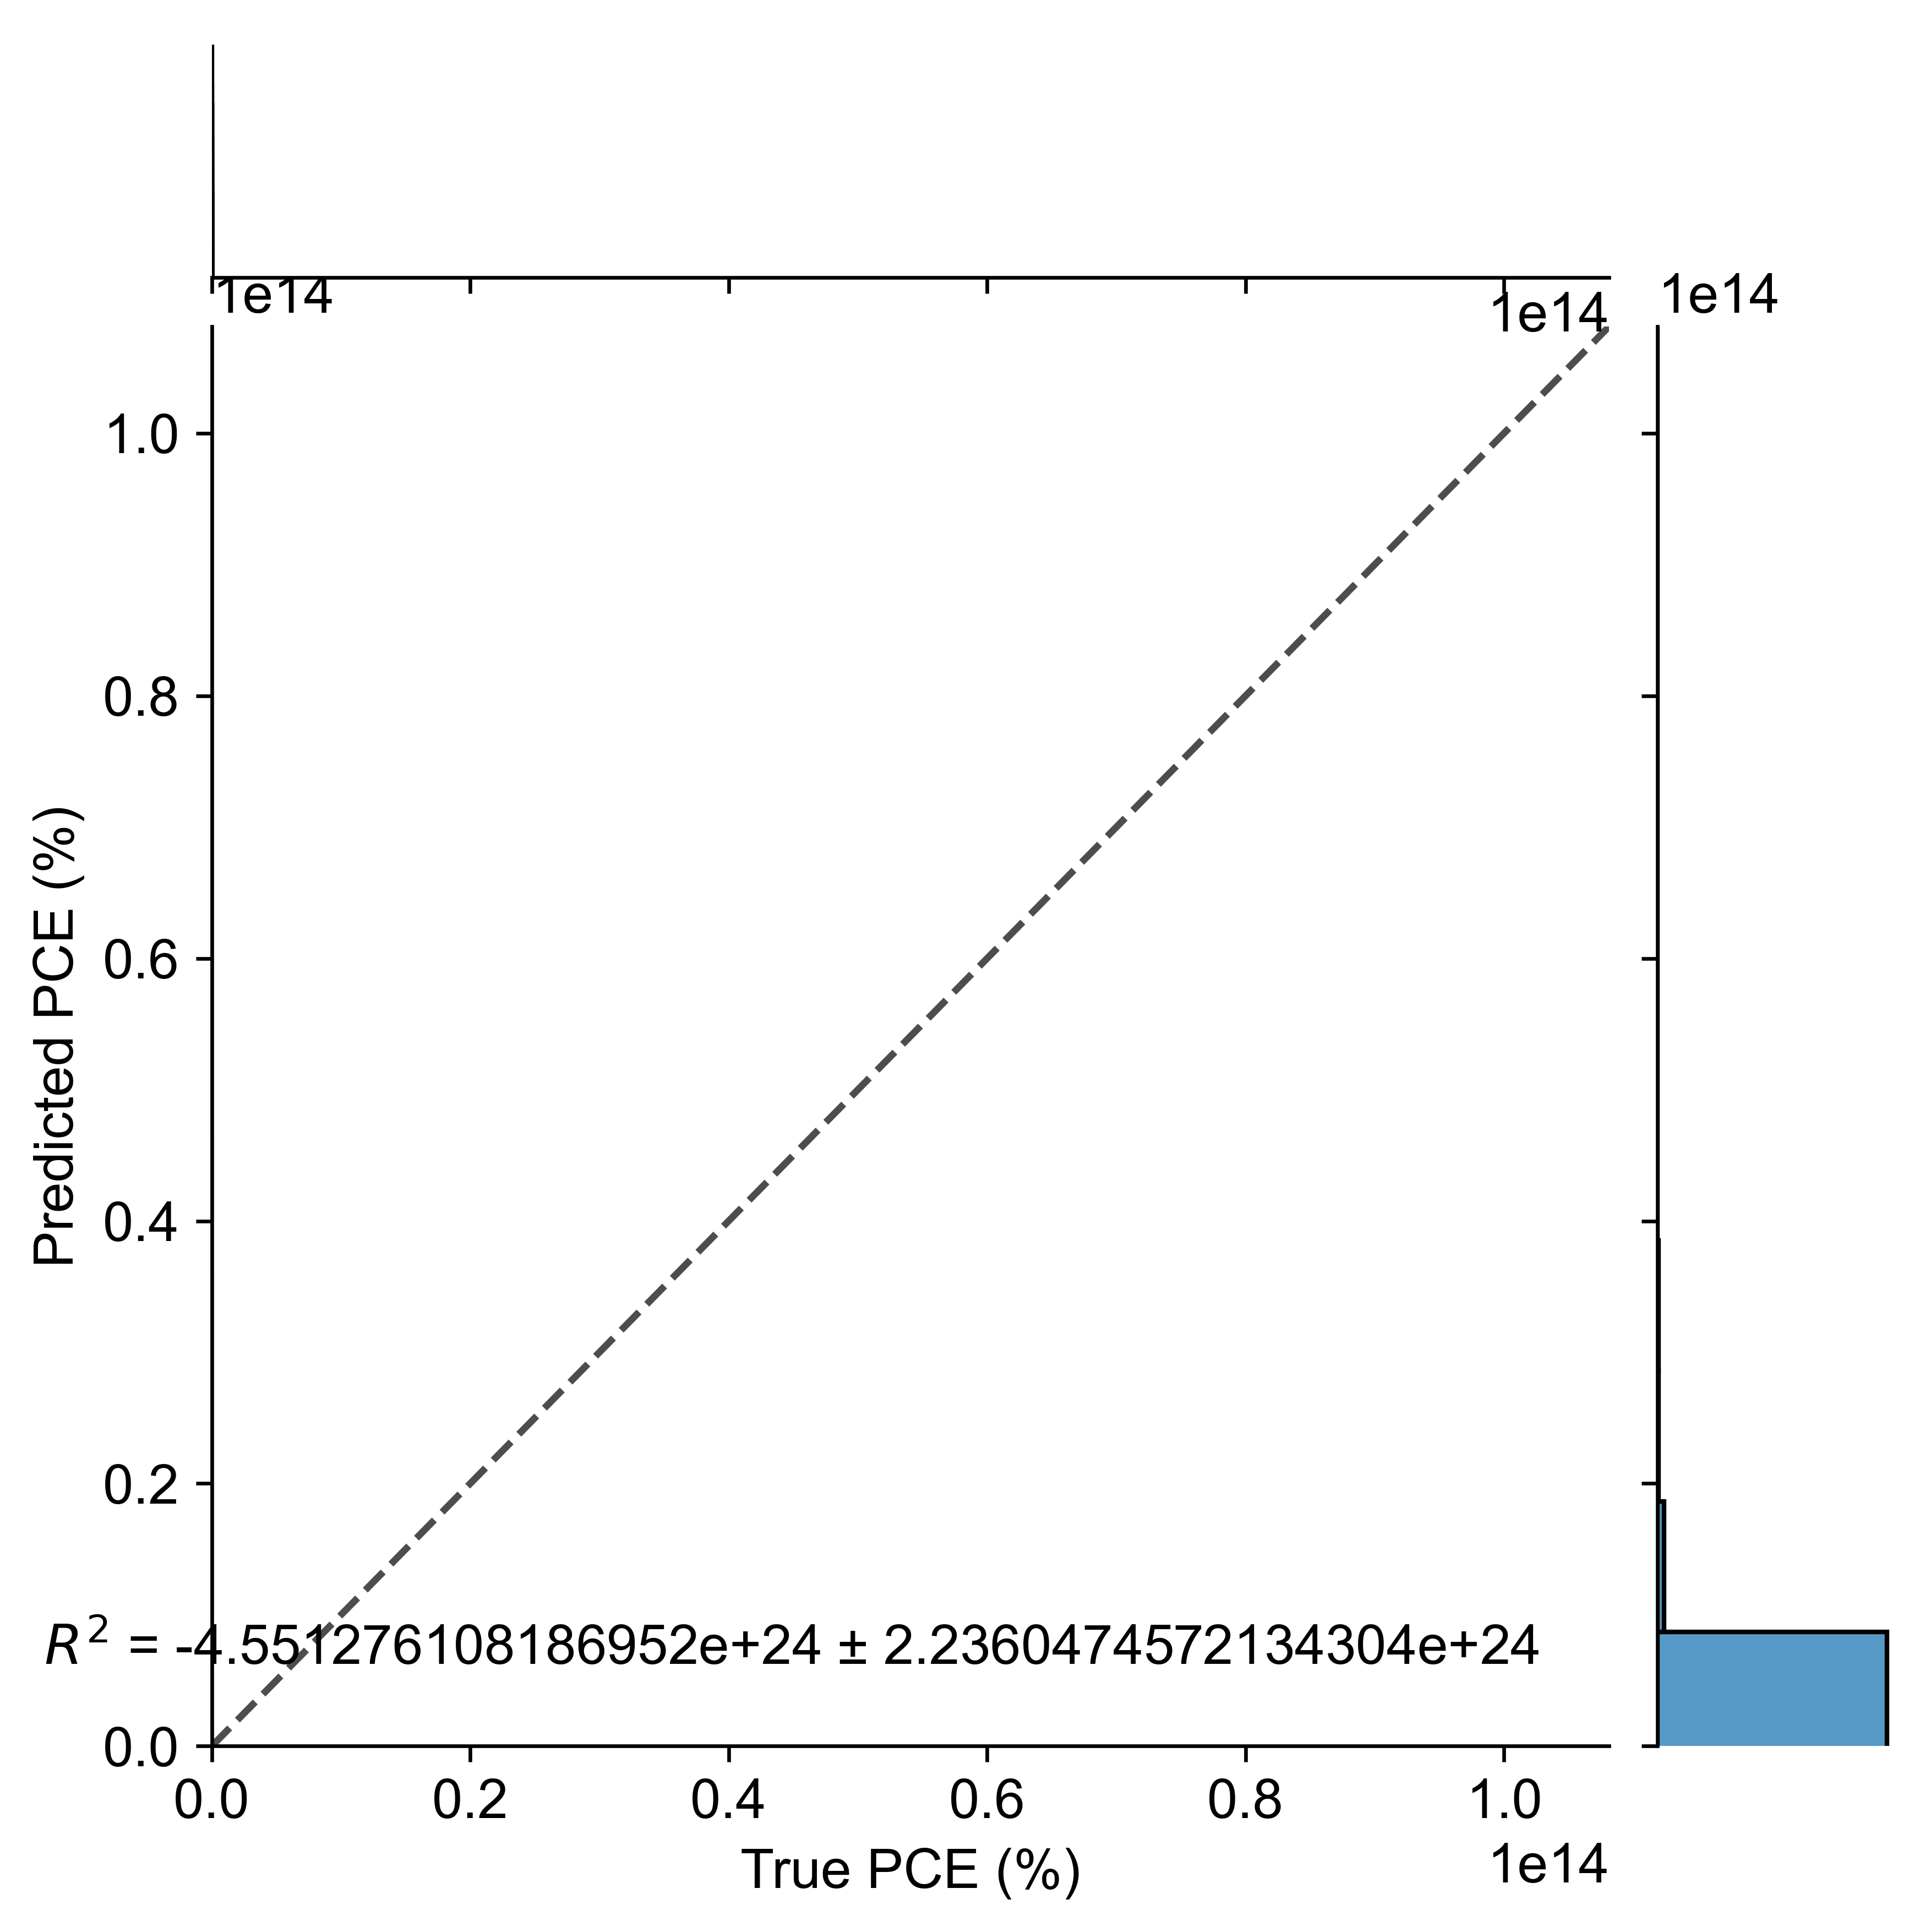 1e14
1e14
1e14
1.0
0.8
0.6
0.4
0.2
0.0
Predicted PCE (%)
R² = -4.551276108186952e+24 ± 2.2360474572134304e+24
0.0 0.2 0.4 0.6 0.8 1.0
True PCE (%)
1e14